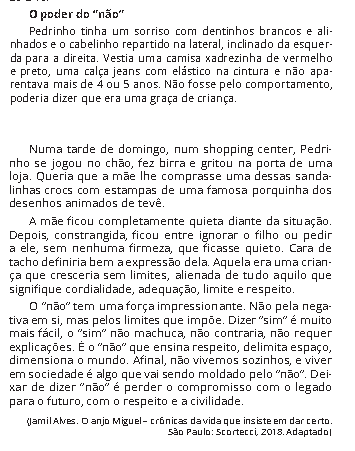 O poder do “não”
Pedrinho tinha um sorriso com dentinhos brancos e ali-
nhados e o cabelinho repartido na lateral, inclinado da esquer-
da para a direita. Vestia uma camisa xadrezinha de vermelho
e preto, uma calça jeans com elástico na cintura e não apa-
rentava mais de 4 ou 5 anos. Não fosse pelo comportamento,
poderia dizer que era uma graça de criança.
Numa tarde de domingo, num shopping center, Pedri-
nho se jogou no chão, fez birra e gritou na porta de uma
loja. Queria que a mãe lhe comprasse uma dessas sanda-
linhas crocs com estampas de uma famosa porquinha dos
desenhos animados de tevê.
A mãe ficou completamente quieta diante da situação.
Depois, constrangida, ficou entre ignorar o filho ou pedir
a ele, sem nenhuma firmeza, que ficasse quieto. Cara de
tacho definiria bem a expressão dela. Aquela era uma crian-
ça que cresceria sem limites, alienada de tudo aquilo que
signifique cordialidade, adequação, limite e respeito.
O “não” tem uma força impressionante. Não pela nega-
tiva em si, mas pelos limites que impõe. Dizer “sim” é muito
mais fácil, o “sim” não machuca, não contraria, não requer
explicações. É o “não” que ensina respeito, delimita espaço,
dimensiona o mundo. Afinal, não vivemos sozinhos, e viver
em sociedade é algo que vai sendo moldado pelo “não”. Dei-
xar de dizer “não” é perder o compromisso com o legado
para o futuro, com o respeito e a civilidade.
(Jamil Alves. O anjo Miguel – crônicas da vida que insiste em dar certo.
São Paulo: Scortecci, 2018. Adaptado)